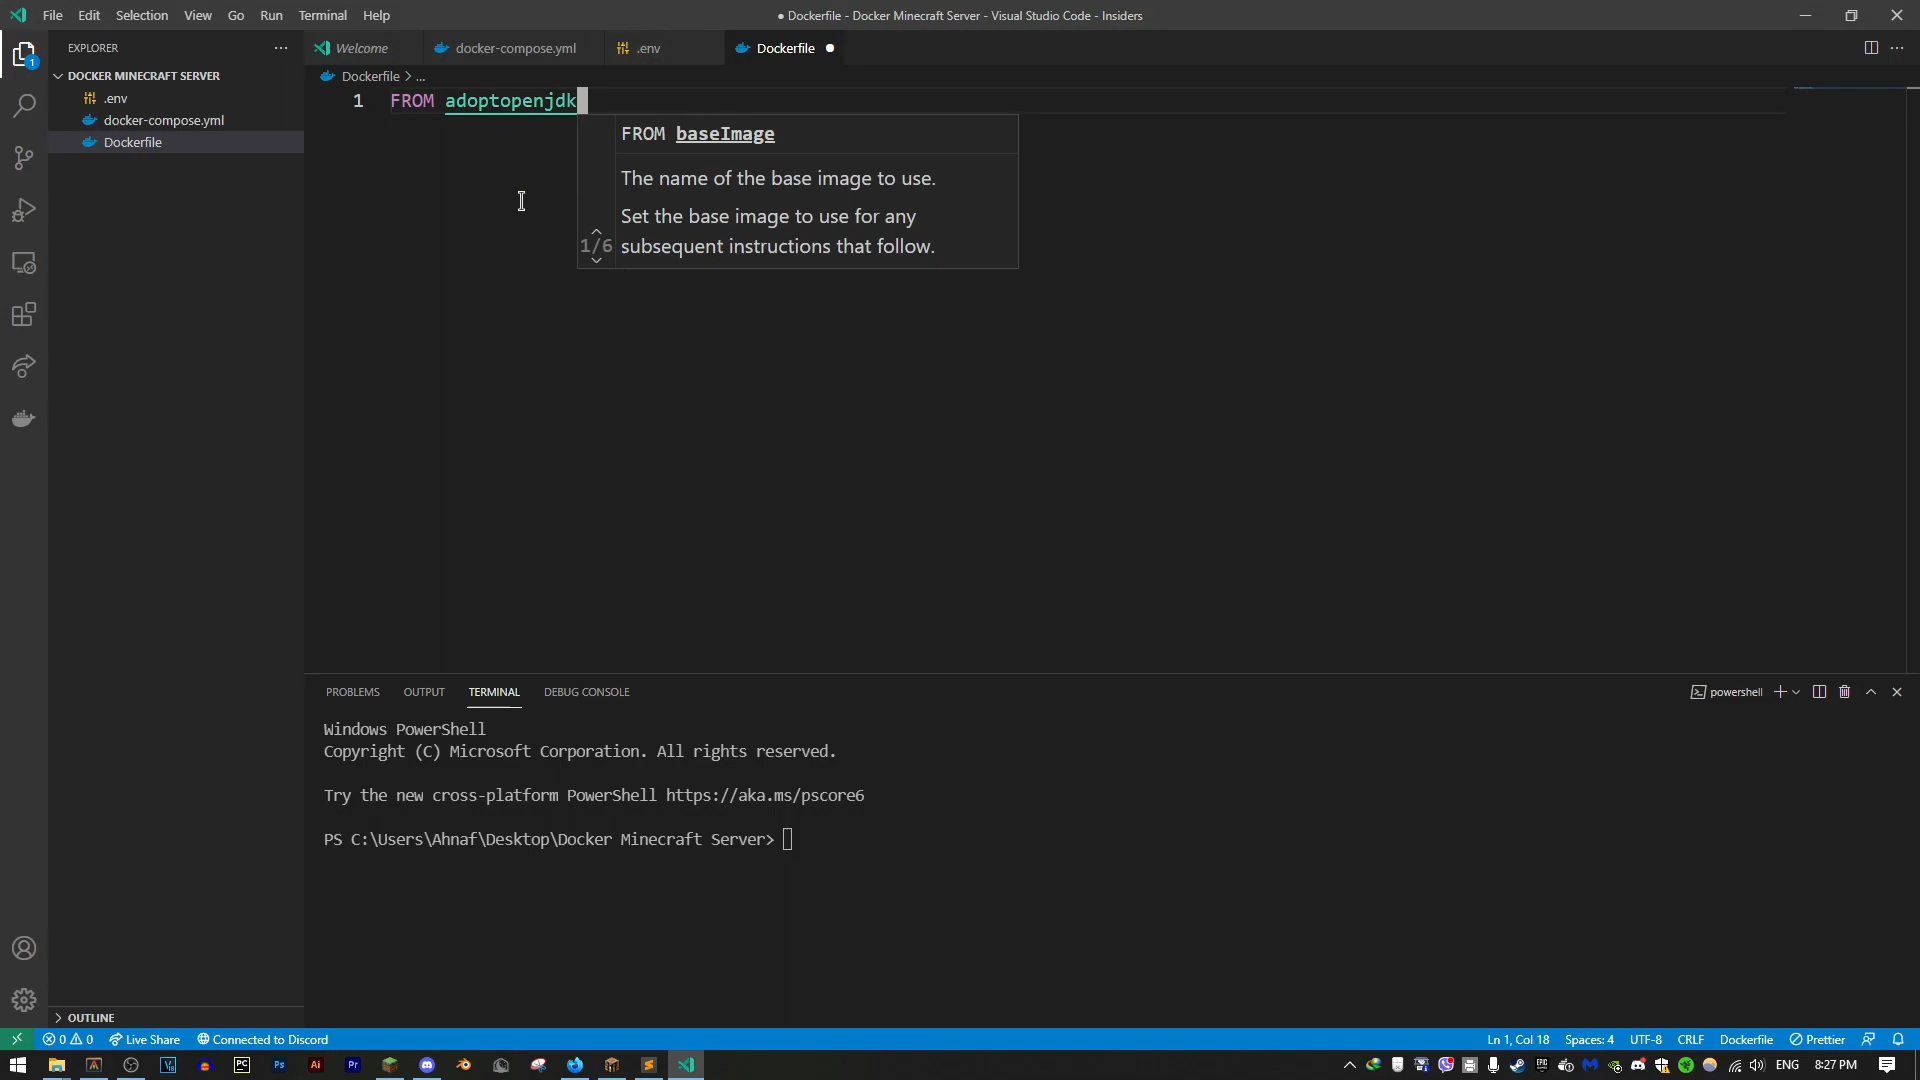 File Edit Selection View Go Run Terminal Help
● Dockerfile - Docker Minecraft Server - Visual Studio Code - Insiders
EXPLORER
Welcome docker-compose.yml .env Dockerfile ●
1
DOCKER MINECRAFT SERVER
Dockerfile > ...
.env
docker-compose.yml
Dockerfile
1 FROM adoptopenjdk
FROM baseImage
The name of the base image to use.
Set the base image to use for any
1/6 subsequent instructions that follow.
PROBLEMS OUTPUT TERMINAL DEBUG CONSOLE
powershell
Windows PowerShell
Copyright (C) Microsoft Corporation. All rights reserved.
Try the new cross-platform PowerShell https://aka.ms/pscore6
PS C:\Users\Ahnaf\Desktop\Docker Minecraft Server>
OUTLINE
0 0 Live Share Connected to Discord
Ln 1, Col 18 Spaces: 4 UTF-8 CRLF Dockerfile Prettier
PC Ps Ai Pr
ENG 8:27 PM